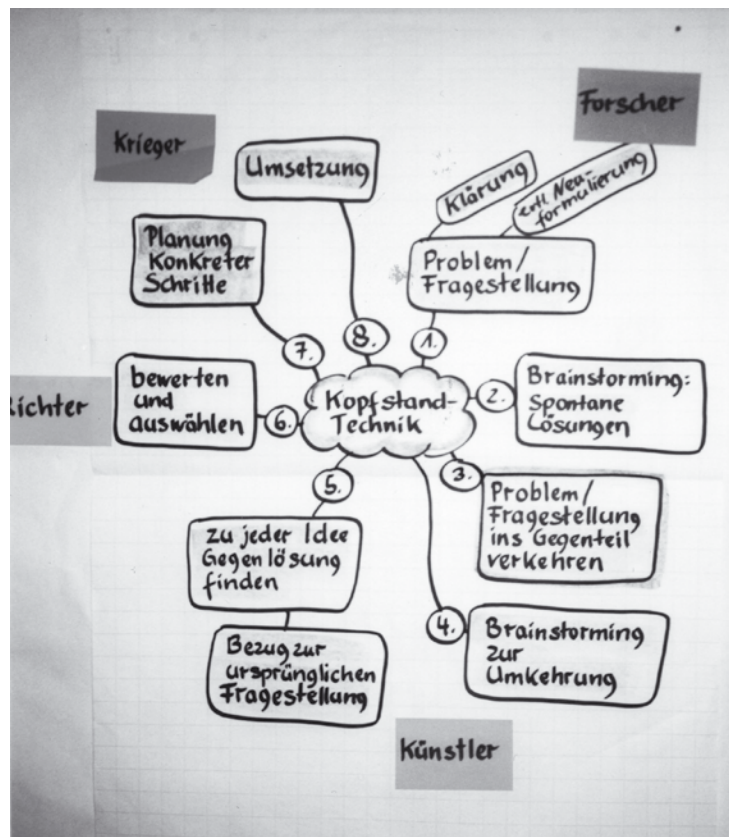 Forscher
Krieger
Umsetzung
Klärung
evtl. Neu-
formulierung
Planung
Konkreter
Schritte
Problem/
Fragestellung
7.
8.
1.
Richter
bewerten
und
auswählen
6.
Kopfstand-
Technik
2.
Brainstorming:
Spontane
Lösungen
5.
3.
Problem/
Fragestellung
ins Gegenteil
verkehren
zu jeder Idee
Gegenlösung
finden
4.
Brainstorming
zur
Umkehrung
Bezug zur
ursprünglichen
Fragestellung
Künstler